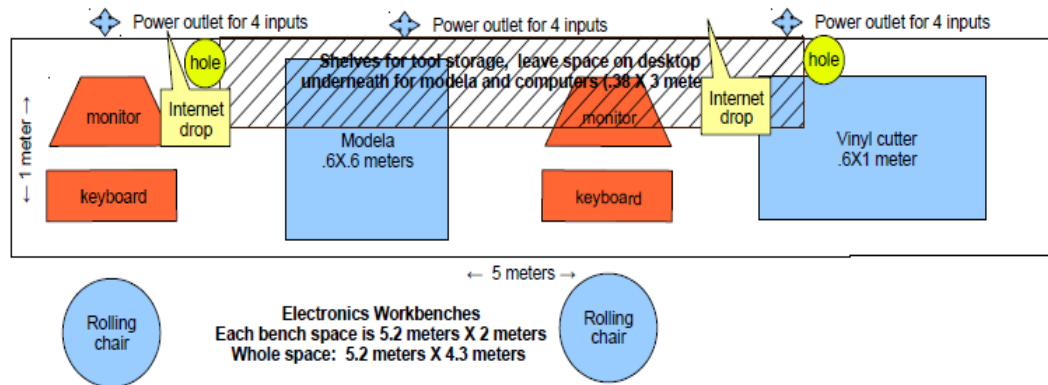 Power outlet for 4 inputs
Power outlet for 4 inputs
Power outlet for 4 inputs
hole
Shelves for tool storage, leave space on desktop
underneath for modela and computers (.38 X 3 mete
hole
monitor
Internet
drop
Modela
.6X.6 meters
monitor
Internet
drop
Vinyl cutter
.6X1 meter
← 1 meter →
keyboard
keyboard
← 5 meters →
Rolling
chair
Electronics Workbenches
Each bench space is 5.2 meters X 2 meters
Whole space: 5.2 meters X 4.3 meters
Rolling
chair